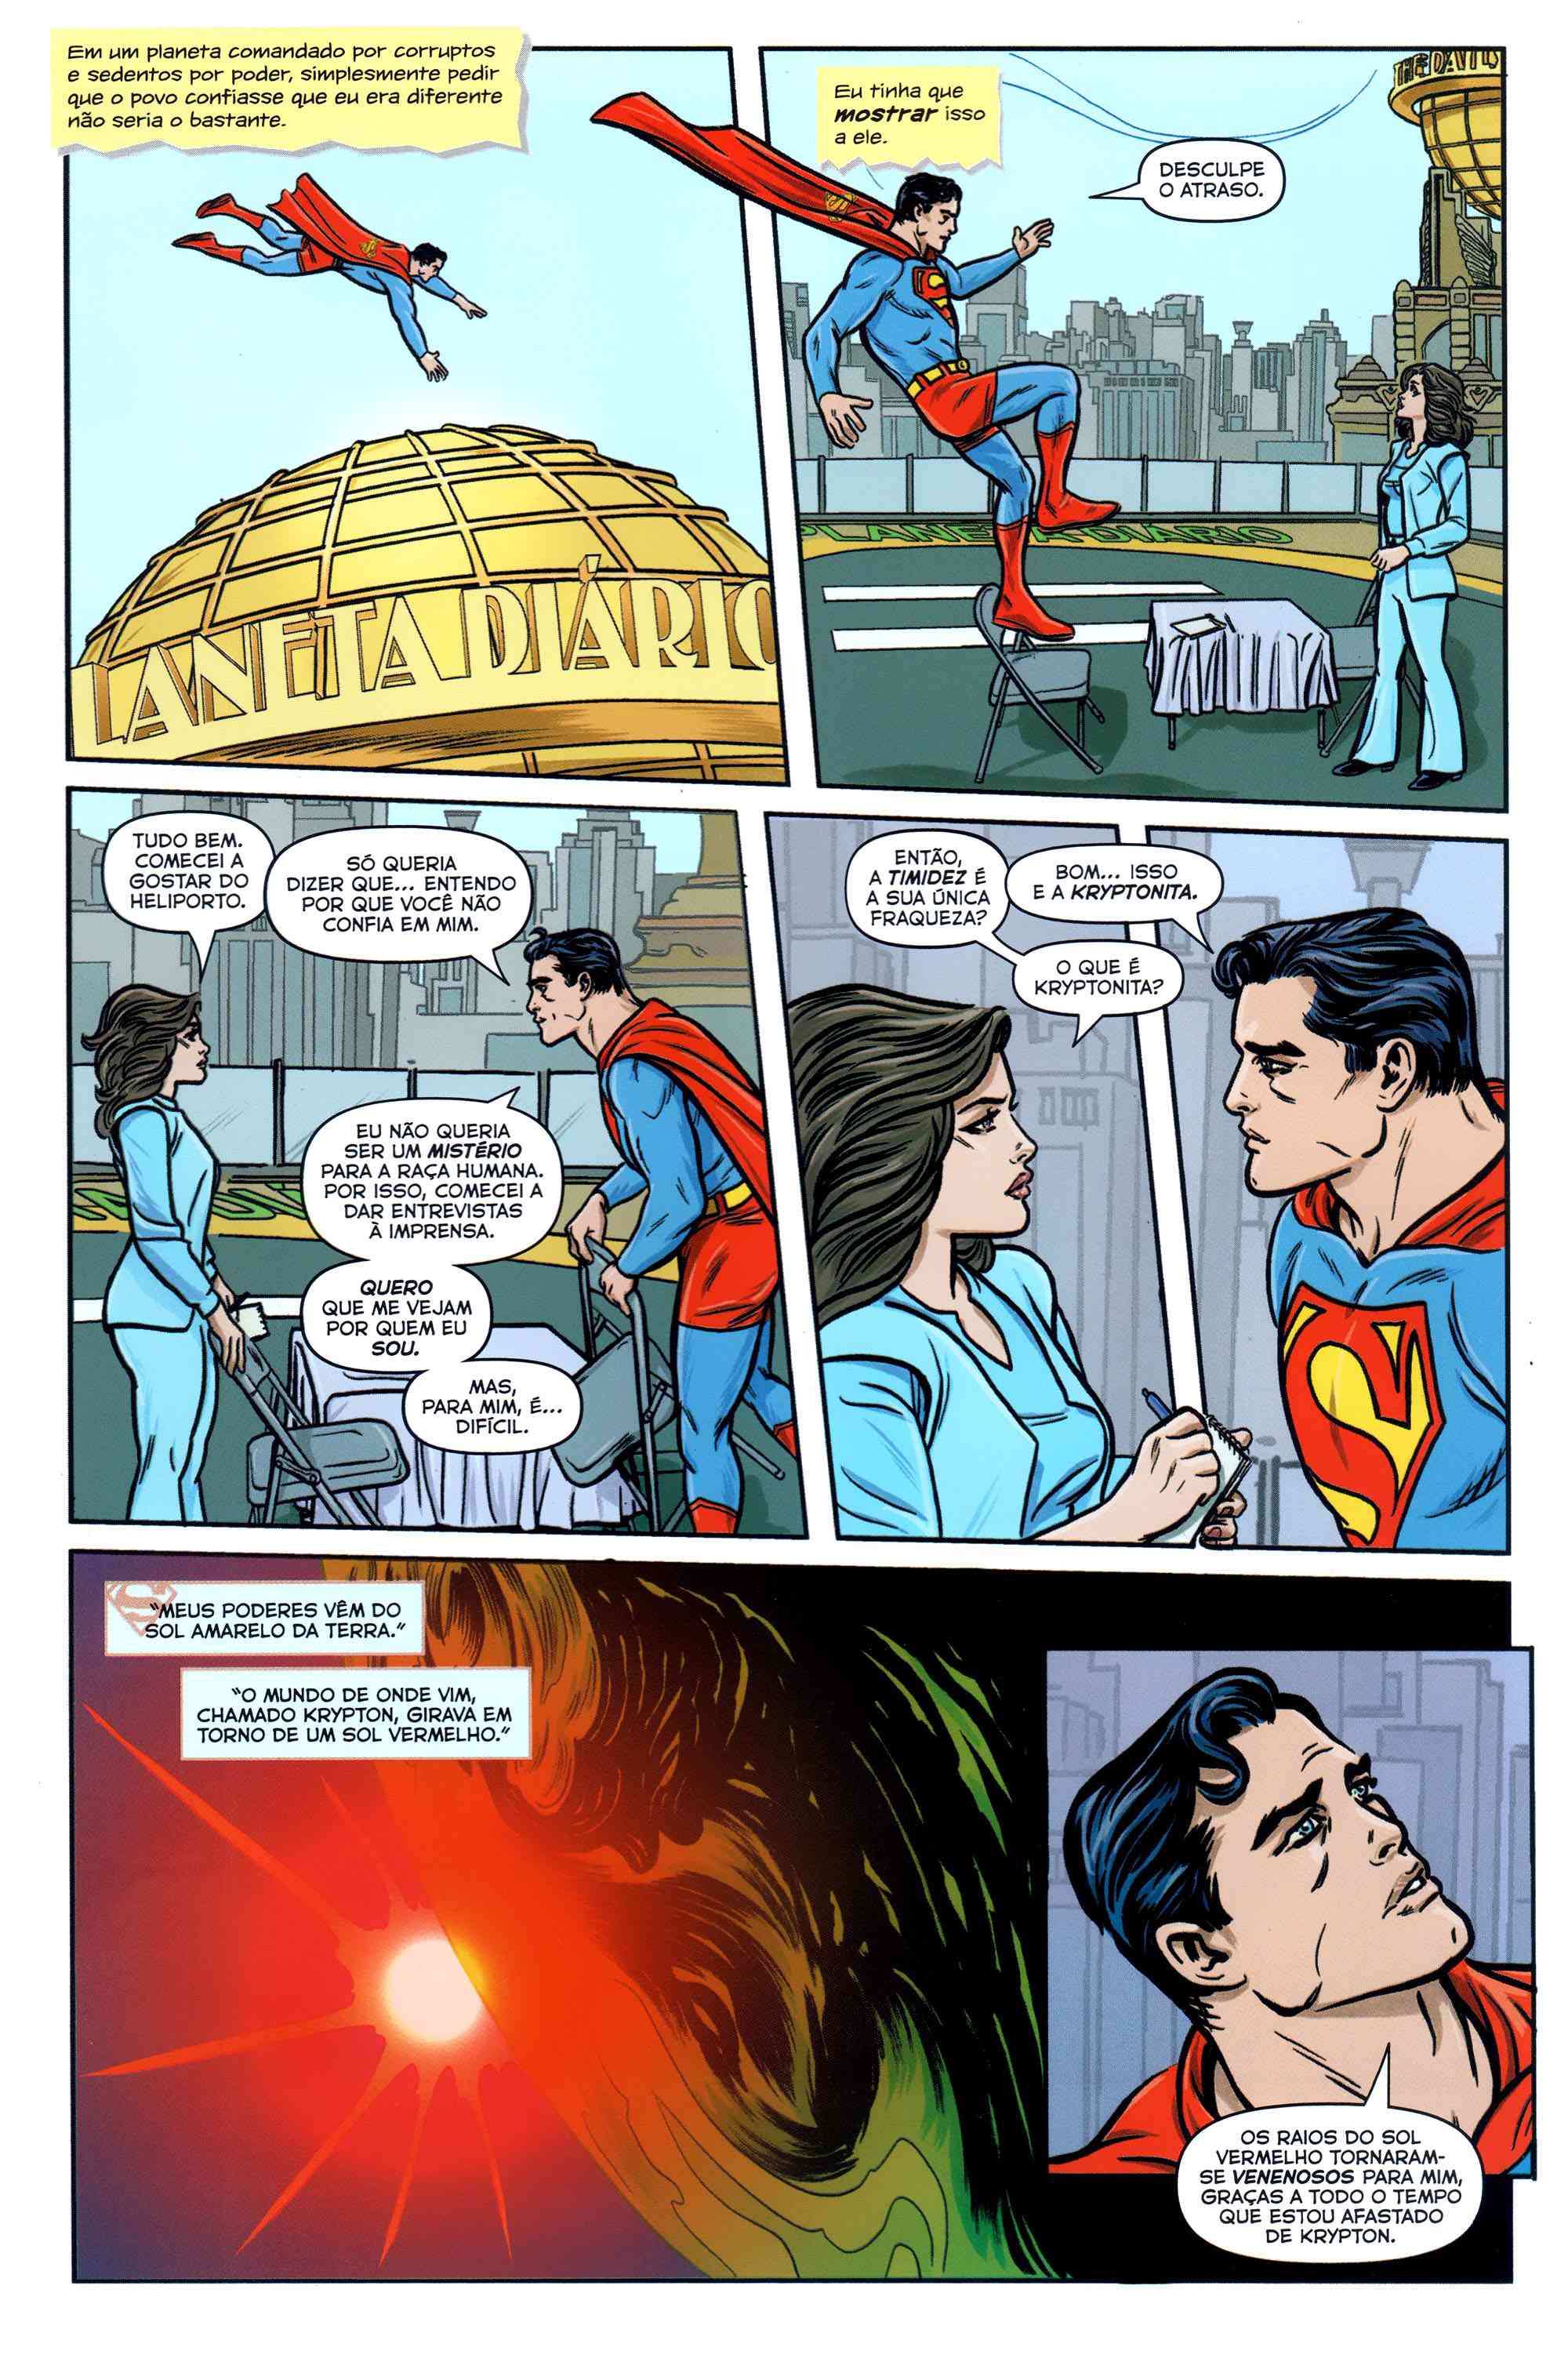 Em um planeta comandado por corruptos
e sedentos por poder, simplesmente pedir
que o povo confiasse que eu era diferente
não seria o bastante.
LANETA DIÁRIO
Eu tinha que
mostrar isso
a ele.
DESCULPE
O ATRASO.
THE DAILY
PLANETA DIÁRIO
TUDO BEM.
COMECEI A
GOSTAR DO
HELIPORTO.
SÓ QUERIA
DIZER QUE... ENTENDO
POR QUE VOCÊ NÃO
CONFIA EM MIM.
EU NÃO QUERIA
SER UM MISTÉRIO
PARA A RAÇA HUMANA.
POR ISSO, COMECEI A
DAR ENTREVISTAS
À IMPRENSA.
QUERO
QUE ME VEJAM
POR QUEM EU
SOU.
MAS,
PARA MIM, É...
DIFÍCIL.
ENTÃO,
A TIMIDEZ É
A SUA ÚNICA
FRAQUEZA?
BOM... ISSO
E A KRYPTONITA.
O QUE É
KRYPTONITA?
"MEUS PODERES VÊM DO
SOL AMARELO DA TERRA."
"O MUNDO DE ONDE VIM,
CHAMADO KRYPTON, GIRAVA EM
TORNO DE UM SOL VERMELHO."
OS RAIOS DO SOL
VERMELHO TORNARAM-
SE VENENOSOS PARA MIM,
GRAÇAS A TODO O TEMPO
QUE ESTOU AFASTADO
DE KRYPTON.